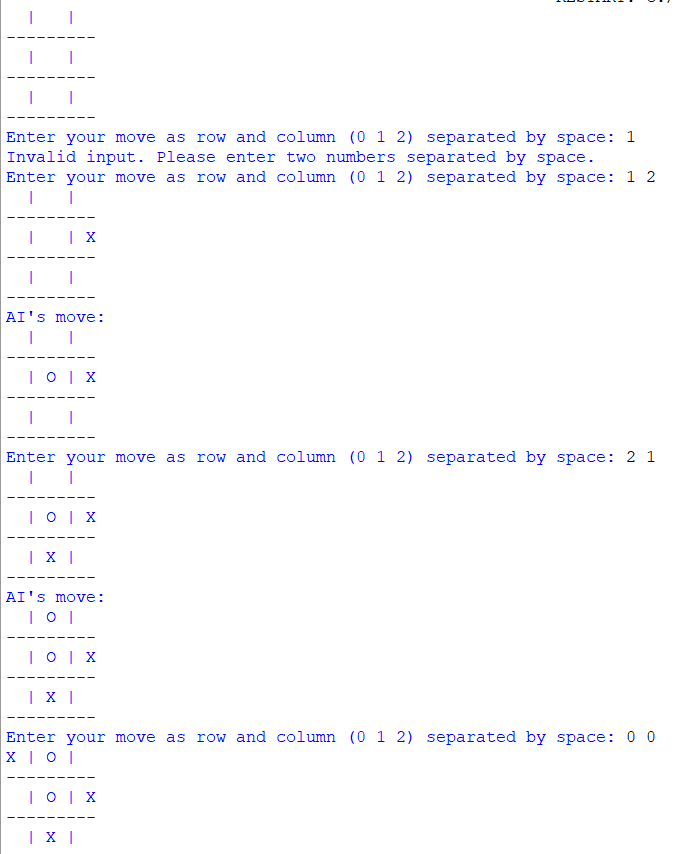 |   |
---------
  |   |
---------
  |   |
---------
Enter your move as row and column (0 1 2) separated by space: 1
Invalid input. Please enter two numbers separated by space.
Enter your move as row and column (0 1 2) separated by space: 1 2
  |   |
---------
  |   | X
---------
  |   |
---------
AI's move:
  |   |
---------
  | O | X
---------
  |   |
---------
Enter your move as row and column (0 1 2) separated by space: 2 1
  |   |
---------
  | O | X
---------
  | X |
---------
AI's move:
  | O |
---------
  | O | X
---------
  | X |
---------
Enter your move as row and column (0 1 2) separated by space: 0 0
X | O |
---------
  | O | X
---------
  | X |